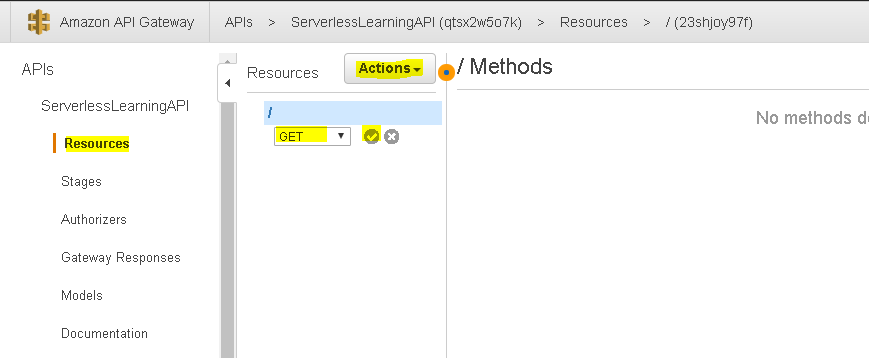 Amazon API Gateway APIs > ServerlessLearningAPI (qtsx2w5o7k) > Resources > / (23shjoy97f)
APIs
ServerlessLearningAPI
Resources
Stages
Authorizers
Gateway Responses
Models
Documentation
Resources Actions
/
GET
/ Methods
No methods de